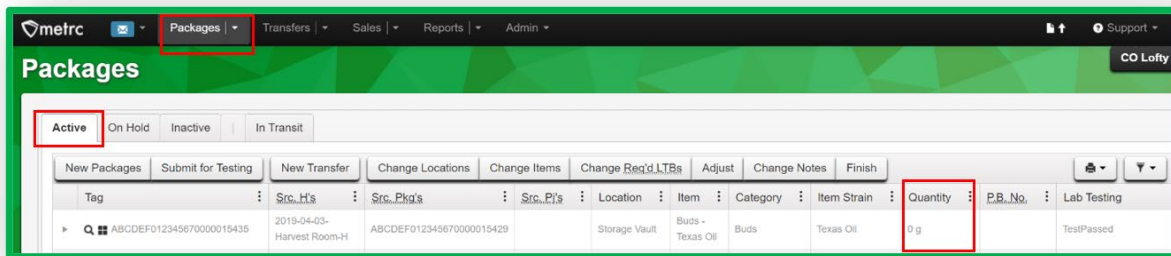 metrc Packages | Transfers | Sales | Reports | Admin Support
Packages
CO Lofty
Active On Hold Inactive | In Transit
New Packages Submit for Testing New Transfer Change Locations Change Items Change Req'd LTBs Adjust Change Notes Finish
Tag Src. H's Src. Pkg's Src. Pj's Location Item Category Item Strain Quantity P.B. No. Lab Testing
ABCDEF012345670000015435 2019-04-03-Harvest Room-H ABCDEF012345670000015429 Storage Vault Buds - Texas Oil Buds Texas Oil 0 g TestPassed